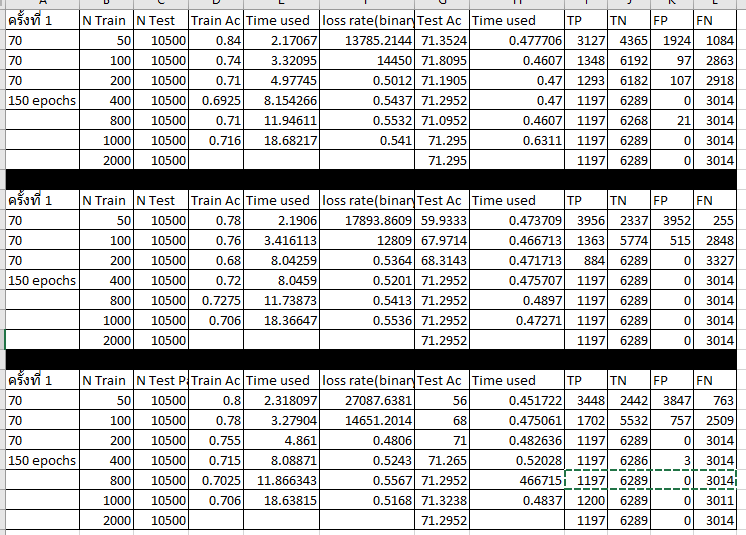 ครั้งที่ 1 N Train N Test Train Ac Time used loss rate(binar Test Ac Time used TP TN FP FN
70 50 10500 0.84 2.17067 13785.2144 71.3524 0.477706 3127 4365 1924 1084
70 100 10500 0.74 3.32095 14450 71.8095 0.4607 1348 6192 97 2863
70 200 10500 0.71 4.97745 0.5012 71.1905 0.47 1293 6182 107 2918
150 epochs 400 10500 0.6925 8.154266 0.5437 71.2952 0.47 1197 6289 0 3014
800 10500 0.71 11.94611 0.5532 71.0952 0.4607 1197 6268 21 3014
1000 10500 0.716 18.68217 0.541 71.295 0.6311 1197 6289 0 3014
2000 10500 71.295 1197 6289 0 3014
ครั้งที่ 1 N Train N Test Train Ac Time used loss rate(binar Test Ac Time used TP TN FP FN
70 50 10500 0.78 2.1906 17893.8609 59.9333 0.473709 3956 2337 3952 255
70 100 10500 0.76 3.416113 12809 67.9714 0.466713 1363 5774 515 2848
70 200 10500 0.68 8.04259 0.5364 68.3143 0.471713 884 6289 0 3327
150 epochs 400 10500 0.72 8.0459 0.5201 71.2952 0.475707 1197 6289 0 3014
800 10500 0.7275 11.73873 0.5413 71.2952 0.4897 1197 6289 0 3014
1000 10500 0.706 18.36647 0.5536 71.2952 0.47271 1197 6289 0 3014
2000 10500 71.2952 1197 6289 0 3014
ครั้งที่ 1 N Train N Test P Train Ac Time used loss rate(binar Test Ac Time used TP TN FP FN
70 50 10500 0.8 2.318097 27087.6381 56 0.451722 3448 2442 3847 763
70 100 10500 0.78 3.27904 14651.2014 68 0.475061 1702 5532 757 2509
70 200 10500 0.755 4.861 0.4806 71 0.482636 1197 6289 0 3014
150 epochs 400 10500 0.715 8.08871 0.5243 71.265 0.52028 1197 6286 3 3014
800 10500 0.7025 11.866343 0.5567 71.2952 466715 1197 6289 0 3014
1000 10500 0.706 18.63815 0.5168 71.3238 0.4837 1200 6289 0 3011
2000 10500 71.2952 1197 6289 0 3014